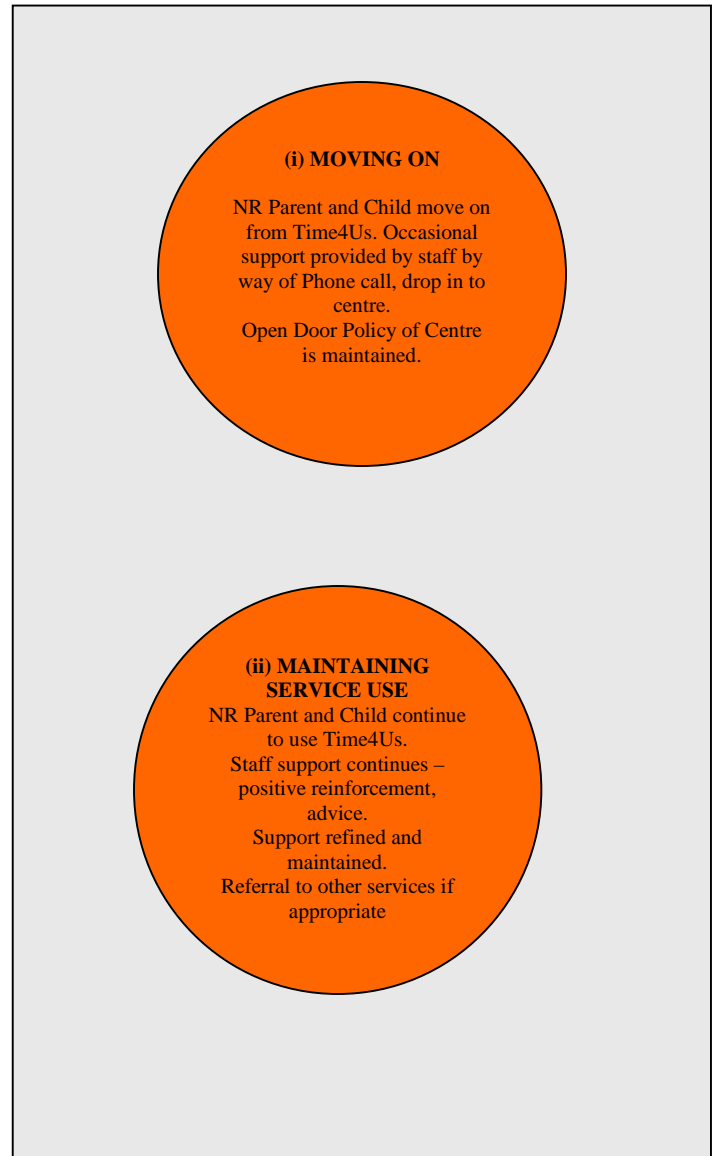 (i) MOVING ON
NR Parent and Child move on
from Time4Us. Occasional
support provided by staff by
way of Phone call, drop in to
centre.
Open Door Policy of Centre
is maintained.
(ii) MAINTAINING
SERVICE USE
NR Parent and Child continue
to use Time4Us.
Staff support continues –
positive reinforcement,
advice.
Support refined and
maintained.
Referral to other services if
appropriate